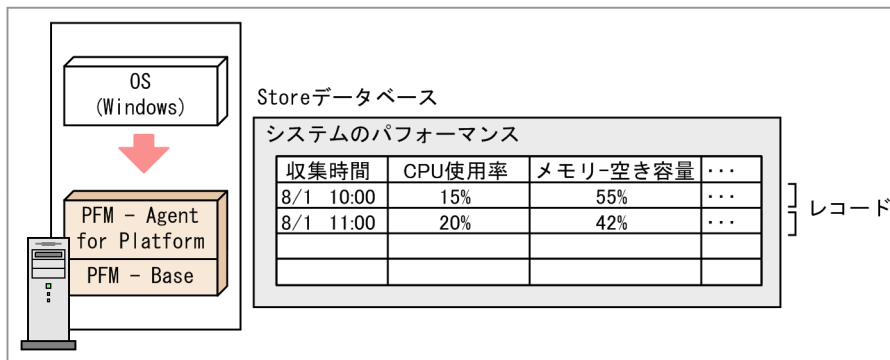 OS
(Windows)
PFM - Agent
for Platform
PFM - Base
Storeデータベース
システムのパフォーマンス
収集時間 CPU使用率 メモリ-空き容量 ・・・
8/1 10:00 15% 55% ・・・
8/1 11:00 20% 42% ・・・
レコード